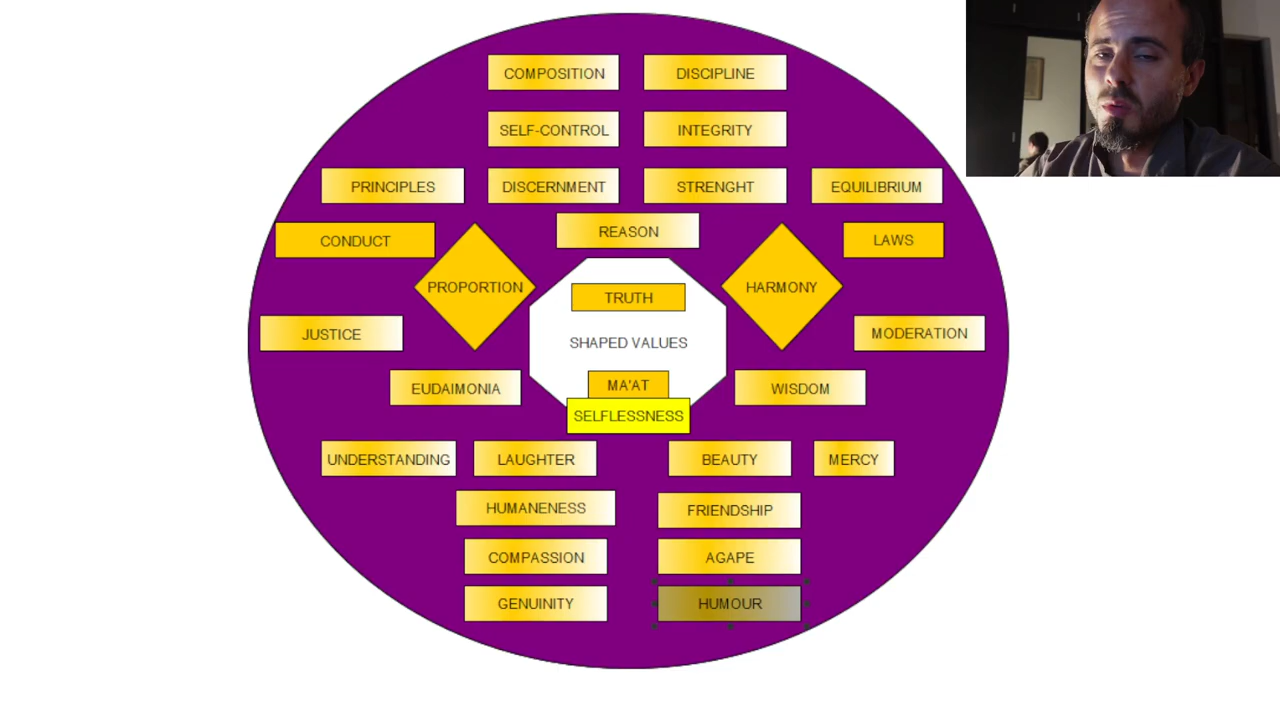 COMPOSITION
DISCIPLINE
SELF-CONTROL
INTEGRITY
PRINCIPLES
DISCERNMENT
STRENGHT
EQUILIBRIUM
REASON
CONDUCT
LAWS
PROPORTION
HARMONY
TRUTH
JUSTICE
SHAPED VALUES
MODERATION
EUDAIMONIA
MA'AT
WISDOM
SELFLESSNESS
UNDERSTANDING
LAUGHTER
BEAUTY
MERCY
HUMANENESS
FRIENDSHIP
COMPASSION
AGAPE
GENUINITY
HUMOUR